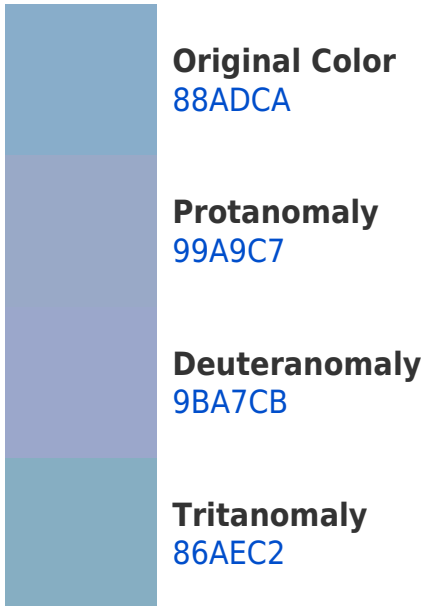 Original Color
88ADCA
Protanomaly
99A9C7
Deuteranomaly
9BA7CB
Tritanomaly
86AEC2